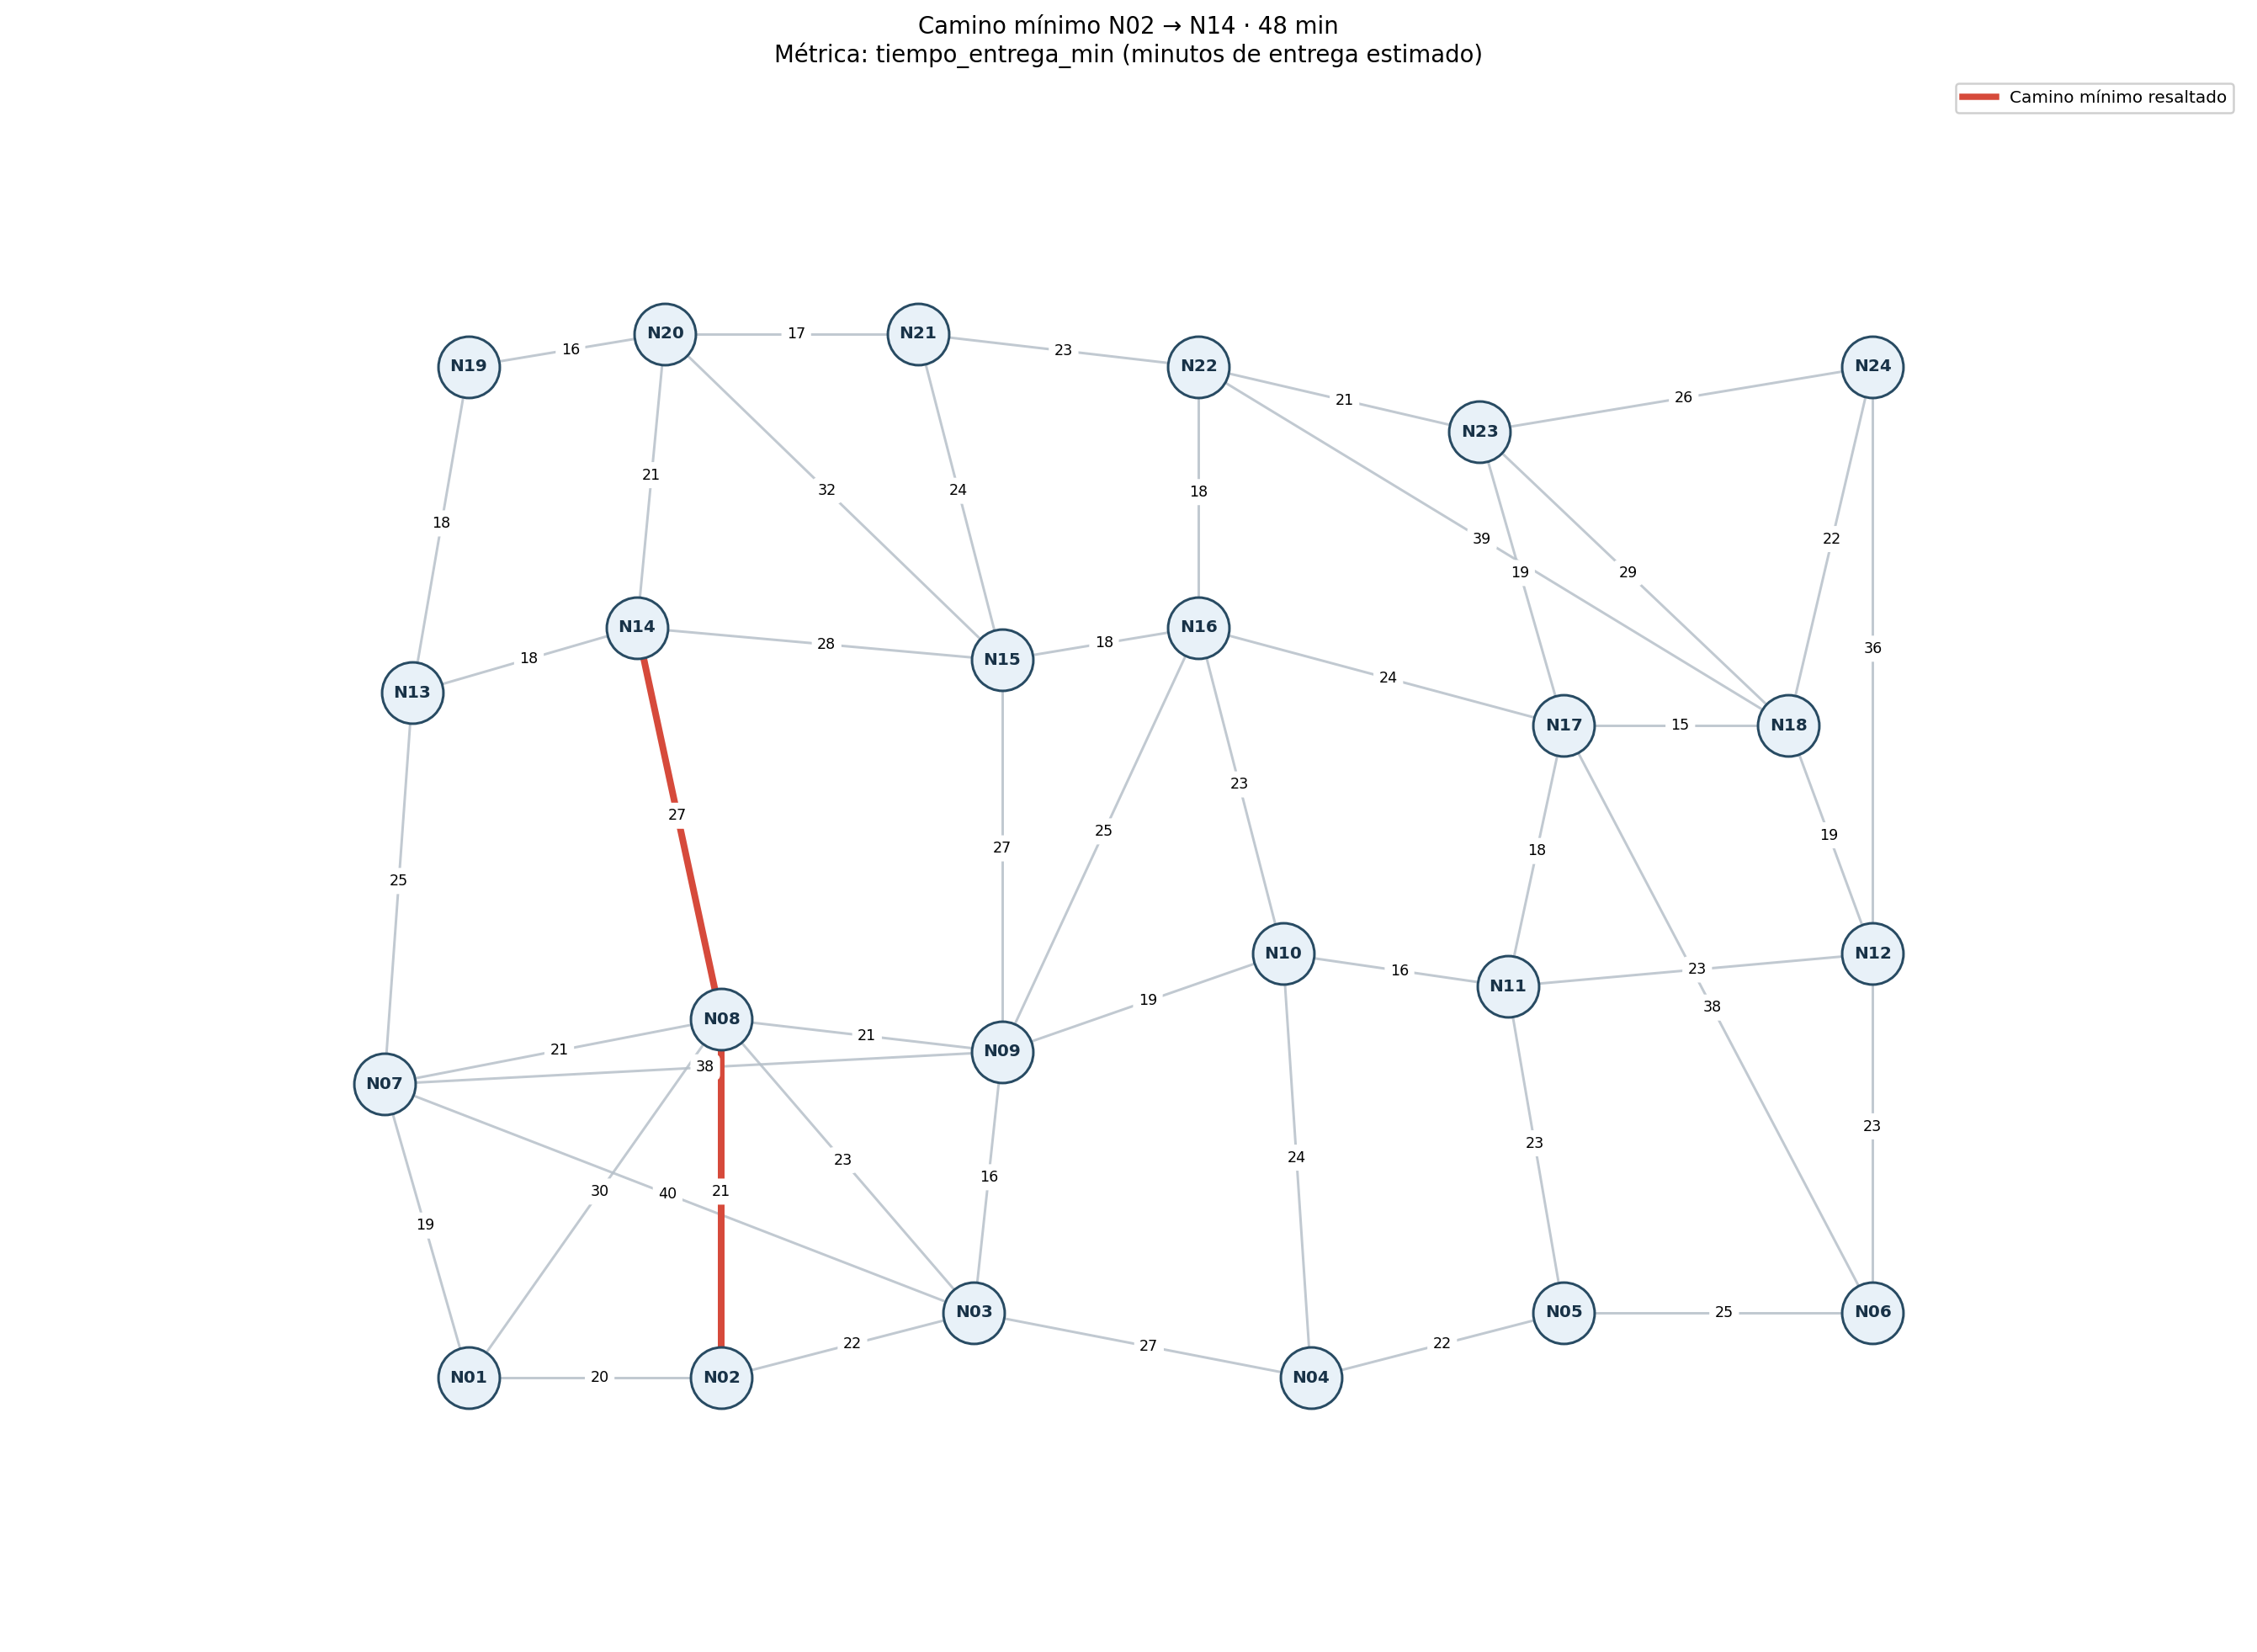 Camino mínimo N02 → N14 · 48 min
Métrica: tiempo_entrega_min (minutos de entrega estimado)
Camino mínimo resaltado
N20
17
N21
16
23
N19
N22
N24
21
26
N23
21
32
24
18
18
39
22
19
29
N14
N16
28
18
36
18
N15
24
N13
N17
15
N18
23
27
25
19
27
18
25
N10
N12
16
23
N11
19
38
N08
21
21
N09
38
N07
23
23
24
23
16
30
21
40
19
N03
N05
25
N06
22
27
22
N01
20
N02
N04